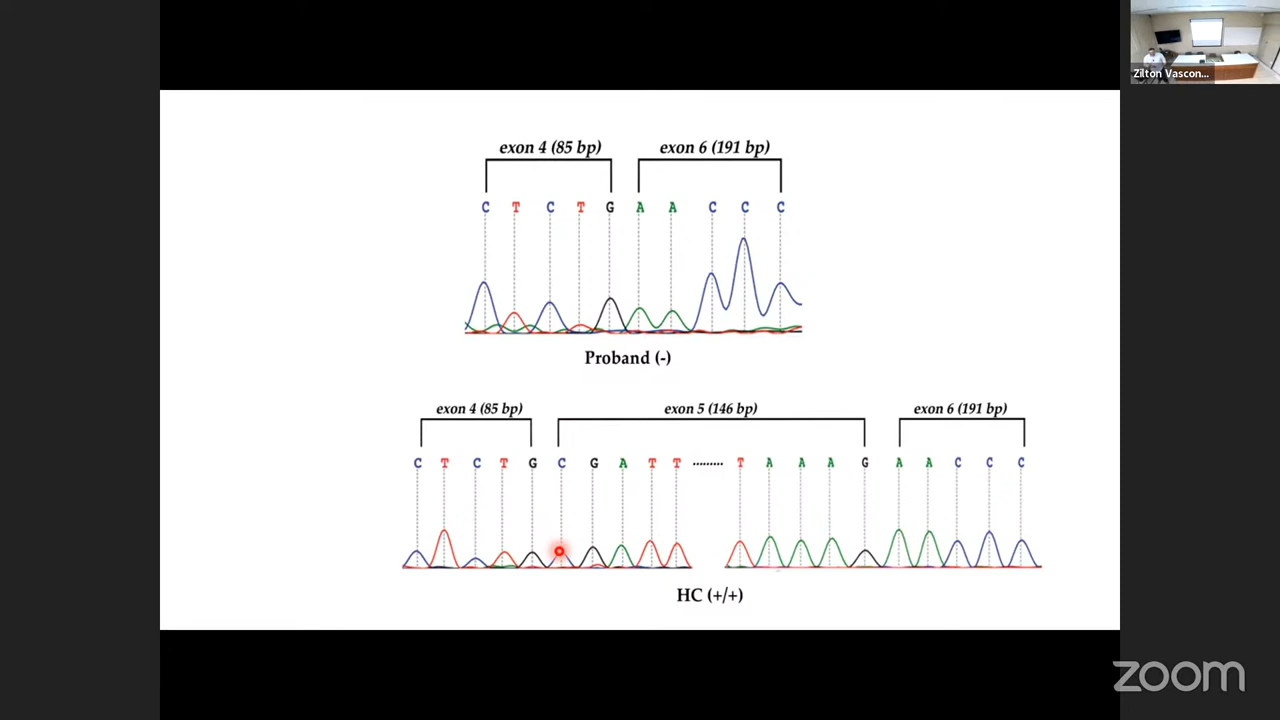 Zilton Vascon...
exon 4 (85 bp) exon 6 (191 bp)
C T C T G A A C C C
Proband (-)
exon 4 (85 bp) exon 5 (146 bp) exon 6 (191 bp)
C T C T G C G A T T ......... T A A A G A A C C C
HC (+/+)
zoom